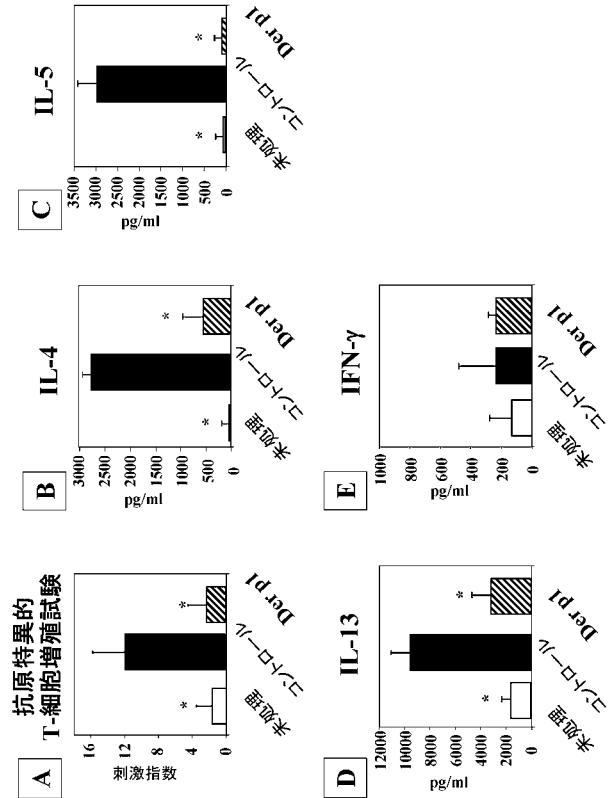 A
抗原特異的
T-細胞増殖試験
刺激指数
16
12
8
4
0
*
*
未処理
コントロール
Der p1
B
IL-4
pg/ml
3000
2500
2000
1500
1000
500
0
*
*
未処理
コントロール
Der p1
C
IL-5
pg/ml
3500
3000
2500
2000
1500
1000
500
0
*
*
未処理
コントロール
Der p1
D
IL-13
pg/ml
12000
10000
8000
6000
4000
2000
0
*
*
未処理
コントロール
Der p1
E
IFN-γ
pg/ml
1000
800
600
400
200
0
未処理
コントロール
Der p1